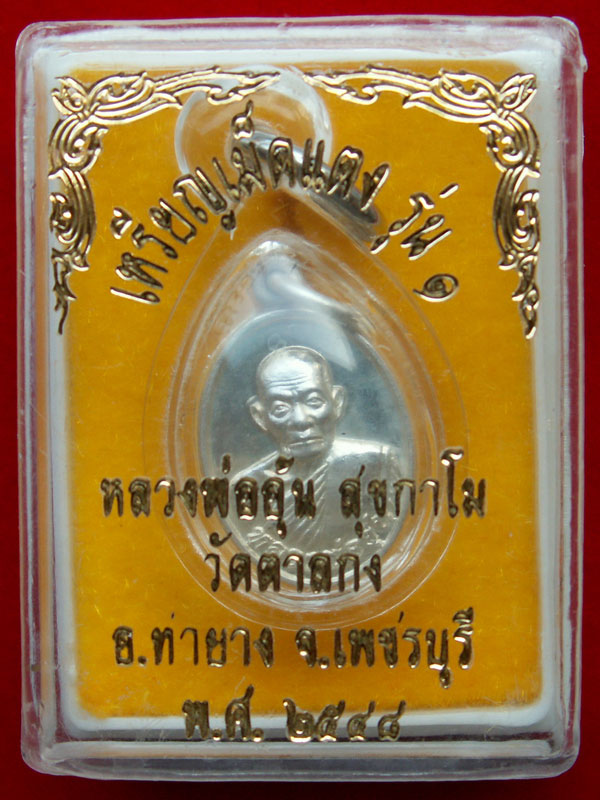 เหรียญเม็ดแตง รุ่น ๑
หลวงพ่ออุ้น สุขกาโม
วัดตาลกง
อ.ท่ายาง จ.เพชรบุรี
พ.ศ. ๒๕๔๘